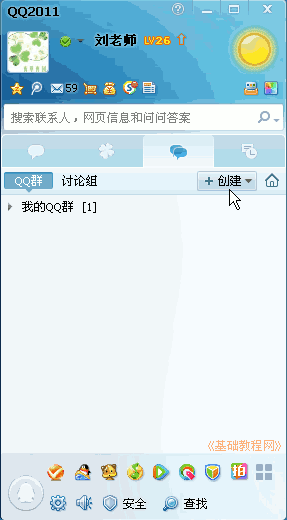 QQ2011
刘老师 LV26
59
搜索联系人，网页信息和问问答案
QQ群 讨论组 创建
我的QQ群 [1]
《基础教程网》
拍
安全 查找